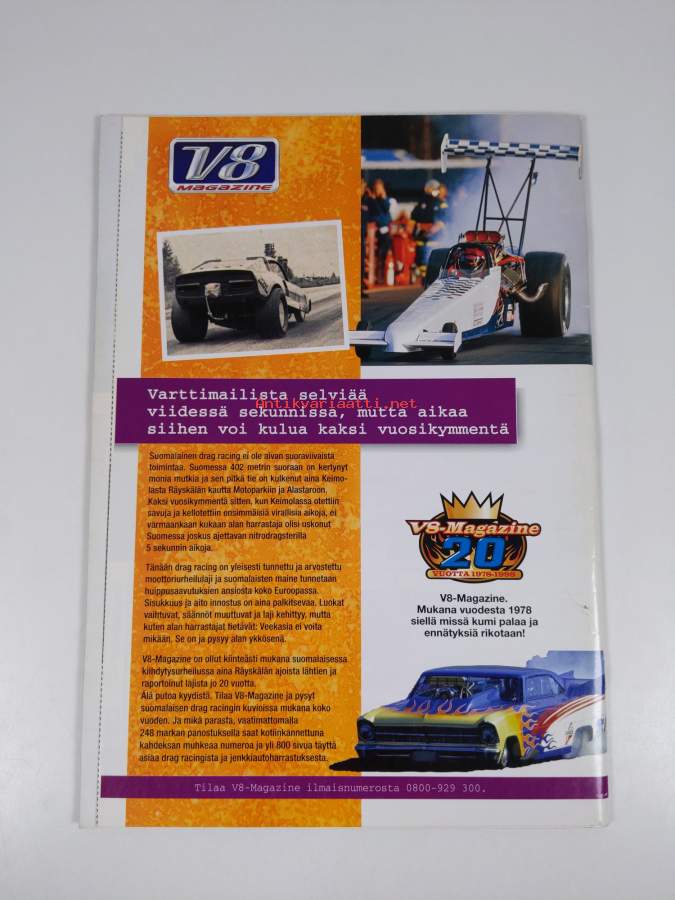 V8
MAGAZINE
Varttimailista selviää
viidessä sekunnissa, mutta aikaa
siihen voi kulua kaksi vuosikymmentä
Antikvariaatti.net
Suomalainen drag racing ei ole aivan suoraviivaista
toimintaa. Suomessa 402 metrin suoraan on kertynyt
monia mutkia ja sen pitkä tie on kulkenut aina Keimo-
lasta Räyskälän kautta Motoparkiin ja Alastaroon.
Kaksi vuosikymmentä sitten, kun Keimolassa otettiin
savuja ja kellotettiin ensimmäisiä virallisia aikoja, ei
varmaankaan kukaan alan harrastaja olisi uskonut
Suomessa joskus ajettavan nitrodragsterilla
5 sekunnin aikoja.
Tänään drag racing on yleisesti tunnettu ja arvostettu
moottoriurheilulaji ja suomalaisten maine tunnetaan
huippusaavutuksien ansiosta koko Euroopassa.
Sisukkuus ja aito innostus on aina palkitsevaa. Luokat
vaihtuvat, säännöt muuttuvat ja laji kehittyy, mutta
kuten alan harrastajat tietävät: Veekasia ei voita
mikään. Se on ja pysyy alan ykkösenä.
V8-Magazine on ollut kiinteästi mukana suomalaisessa
kiihdytysurheilussa aina Räyskälän ajoista lähtien ja
raportoinut lajista jo 20 vuotta.
Älä putoa kyydistä. Tilaa V8-Magazine ja pysyt
suomalaisen drag racingin kuvioissa mukana koko
vuoden. Ja mikä parasta, vaatimattomalla
248 markan panostuksella saat kotiinkannettuna
kahdeksan muhkeaa numeroa ja yli 800 sivua täyttä
asiaa drag racingista ja jenkkiautoharrastuksesta.
V8-Magazine
20
VUOTTA 1978-1998
V8-Magazine.
Mukana vuodesta 1978
siellä missä kumi palaa ja
ennätyksiä rikotaan!
Tilaa V8-Magazine ilmaisnumerosta 0800-929 300.